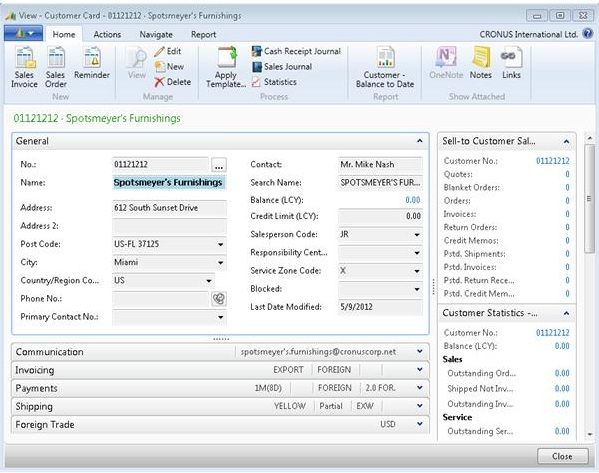 View - Customer Card - 01121212 · Spotsmeyer's Furnishings
Home Actions Navigate Report CRONUS International Ltd.
Sales Invoice
Sales Order
Reminder
New
View
Edit
New
Delete
Manage
Apply Template...
Cash Receipt Journal
Sales Journal
Statistics
Process
Customer - Balance to Date
Report
OneNote
Notes
Links
Show Attached
01121212 · Spotsmeyer's Furnishings
General
No.: 01121212 ...
Name: Spotsmeyer's Furnishings
Address: 612 South Sunset Drive
Address 2:
Post Code: US-FL 37125
City: Miami
Country/Region Co... US
Phone No.:
Primary Contact No.:
Contact: Mr. Mike Nash
Search Name: SPOTSMEYER'S FUR...
Balance (LCY): 0.00
Credit Limit (LCY): 0.00
Salesperson Code: JR
Responsibility Cent...
Service Zone Code: X
Blocked:
Last Date Modified: 5/9/2012
Communication spotsmeyer's.furnishings@cronuscorp.net
Invoicing EXPORT FOREIGN
Payments 1M(8D) FOREIGN 2.0 FOR.
Shipping YELLOW Partial EXW
Foreign Trade USD
Sell-to Customer Sal...
Customer No.: 01121212
Quotes: 0
Blanket Orders: 0
Orders: 0
Invoices: 0
Return Orders: 0
Credit Memos: 0
Pstd. Shipments: 0
Pstd. Invoices: 0
Pstd. Return Rece... 0
Pstd. Credit Mem... 0
Customer Statistics -...
Customer No.: 01121212
Balance (LCY): 0.00
Sales
Outstanding Ord... 0.00
Shipped Not Inv... 0.00
Outstanding Inv... 0.00
Service
Outstanding Ser... 0.00
Close